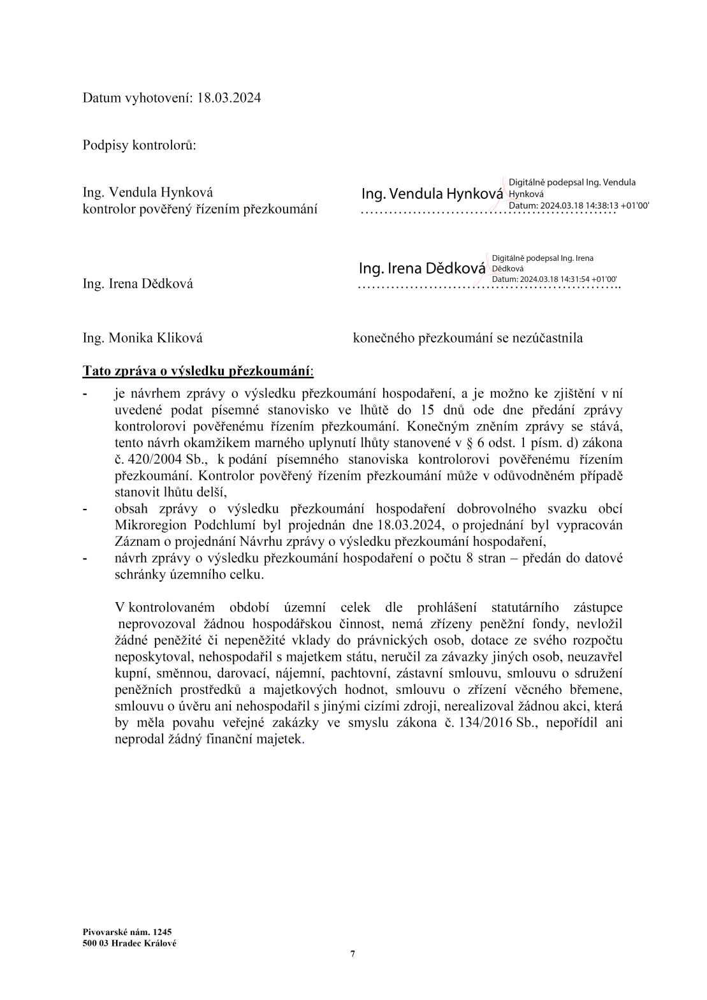 Datum vyhotovení: 18.03.2024
Podpisy kontrolorů:
Ing. Vendula Hynková
kontrolor pověřený řízením přezkoumání
Ing. Vendula Hynková
Digitálně podepsal Ing. Vendula
Hynková
Datum: 2024.03.18 14:38:13 +01'00'
Ing. Irena Dědková
Ing. Irena Dědková
Digitálně podepsal Ing. Irena
Dědková
Datum: 2024.03.18 14:31:54 +01'00'
Ing. Monika Kliková konečného přezkoumání se nezúčastnila
Tato zpráva o výsledku přezkoumání:
- je návrhem zprávy o výsledku přezkoumání hospodaření, a je možno ke zjištění v ní
uvedené podat písemné stanovisko ve lhůtě do 15 dnů ode dne předání zprávy
kontrolorovi pověřenému řízením přezkoumání. Konečným zněním zprávy se stává,
tento návrh okamžikem marného uplynutí lhůty stanovené v § 6 odst. 1 písm. d) zákona
č. 420/2004 Sb., k podání písemného stanoviska kontrolorovi pověřenému řízením
přezkoumání. Kontrolor pověřený řízením přezkoumání může v odůvodněném případě
stanovit lhůtu delší,
- obsah zprávy o výsledku přezkoumání hospodaření dobrovolného svazku obcí
Mikroregion Podchlumí byl projednán dne 18.03.2024, o projednání byl vypracován
Záznam o projednání Návrhu zprávy o výsledku přezkoumání hospodaření,
- návrh zprávy o výsledku přezkoumání hospodaření o počtu 8 stran – předán do datové
schránky územního celku.
V kontrolovaném období územní celek dle prohlášení statutárního zástupce
neprovozoval žádnou hospodářskou činnost, nemá zřízeny peněžní fondy, nevložil
žádné peněžité či nepeněžité vklady do právnických osob, dotace ze svého rozpočtu
neposkytoval, nehospodařil s majetkem státu, neručil za závazky jiných osob, neuzavřel
kupní, směnnou, darovací, nájemní, pachtovní, zástavní smlouvu, smlouvu o sdružení
peněžních prostředků a majetkových hodnot, smlouvu o zřízení věcného břemene,
smlouvu o úvěru ani nehospodařil s jinými cizími zdroji, nerealizoval žádnou akci, která
by měla povahu veřejné zakázky ve smyslu zákona č. 134/2016 Sb., nepořídil ani
neprodal žádný finanční majetek.
Pivovarské nám. 1245
500 03 Hradec Králové
7